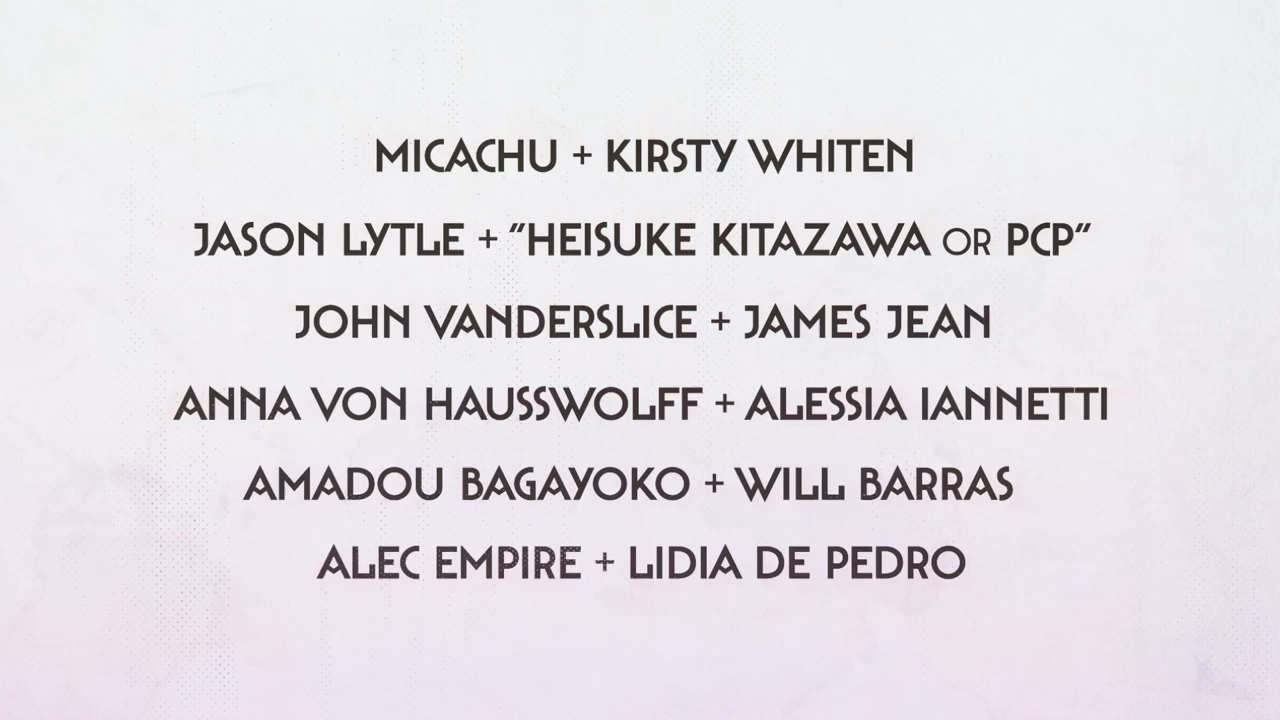 MICACHU + KIRSTY WHITEN
JASON LYTLE + "HEISUKE KITAZAWA OR PCP"
JOHN VANDERSLICE + JAMES JEAN
ANNA VON HAUSSWOLFF + ALESSIA IANNETTI
AMADOU BAGAYOKO + WILL BARRAS
ALEC EMPIRE + LIDIA DE PEDRO